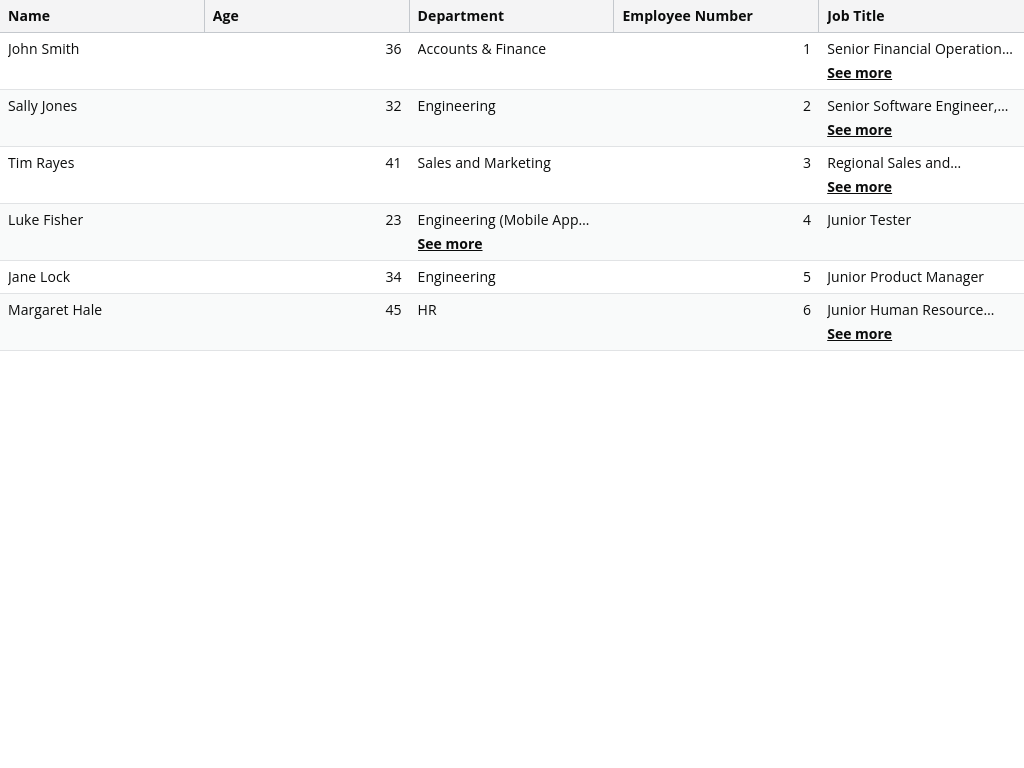 Name Age Department Employee Number Job Title
John Smith 36 Accounts & Finance 1 Senior Financial Operation...
See more
Sally Jones 32 Engineering 2 Senior Software Engineer,...
See more
Tim Rayes 41 Sales and Marketing 3 Regional Sales and...
See more
Luke Fisher 23 Engineering (Mobile App... 4 Junior Tester
See more
Jane Lock 34 Engineering 5 Junior Product Manager
Margaret Hale 45 HR 6 Junior Human Resource...
See more